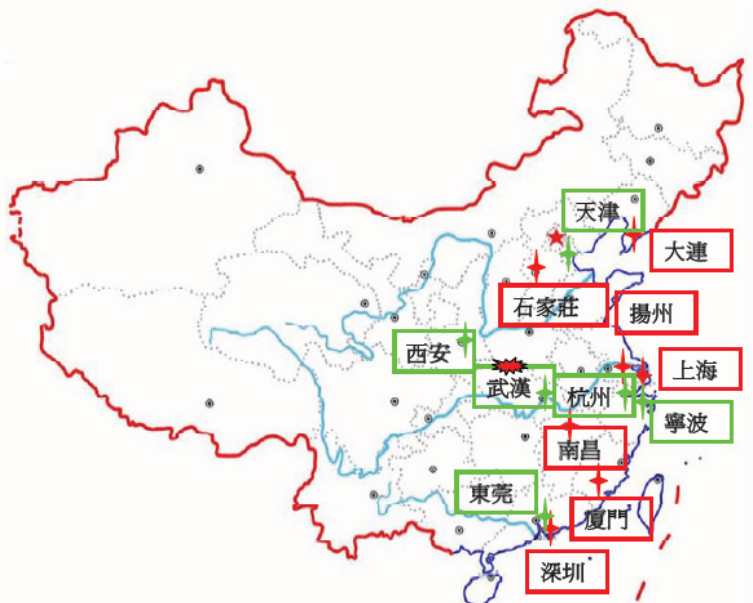 天津
大連
石家莊
揚州
西安
上海
武漢
杭州
寧波
南昌
東莞
廈門
深圳